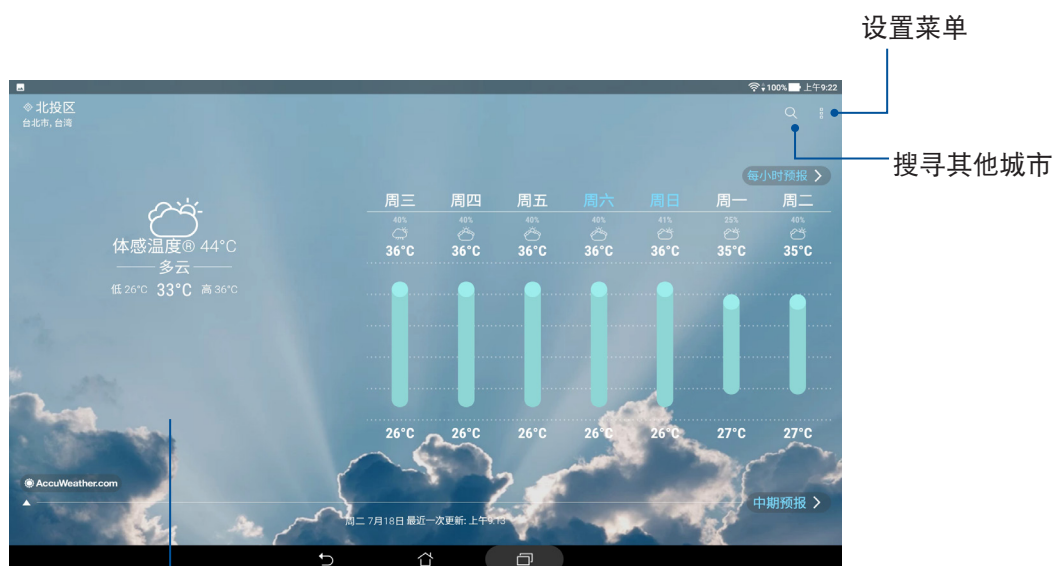 设置菜单
100% 上午9:22
北投区
台北市, 台湾
搜寻其他城市
每小时预报
周三 周四 周五 周六 周日 周一 周二
40% 40% 40% 40% 41% 25% 40%
36°C 36°C 36°C 36°C 36°C 35°C 35°C
体感温度® 44°C
多云
低 26°C 33°C 高 36°C
26°C 26°C 26°C 26°C 26°C 27°C 27°C
AccuWeather.com
中期预报
周二 7月18日 最近一次更新: 上午9:13